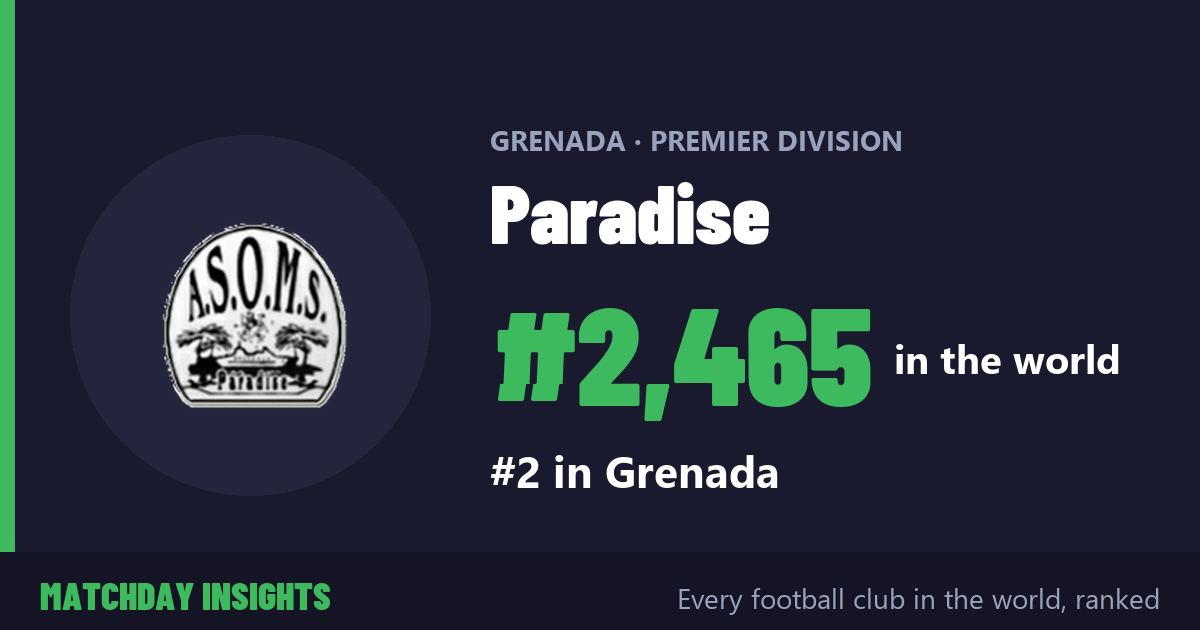 GRENADA · PREMIER DIVISION
Paradise
A.S.O.M.S.
Paradise
#2,465 in the world
#2 in Grenada
MATCHDAY INSIGHTS
Every football club in the world, ranked